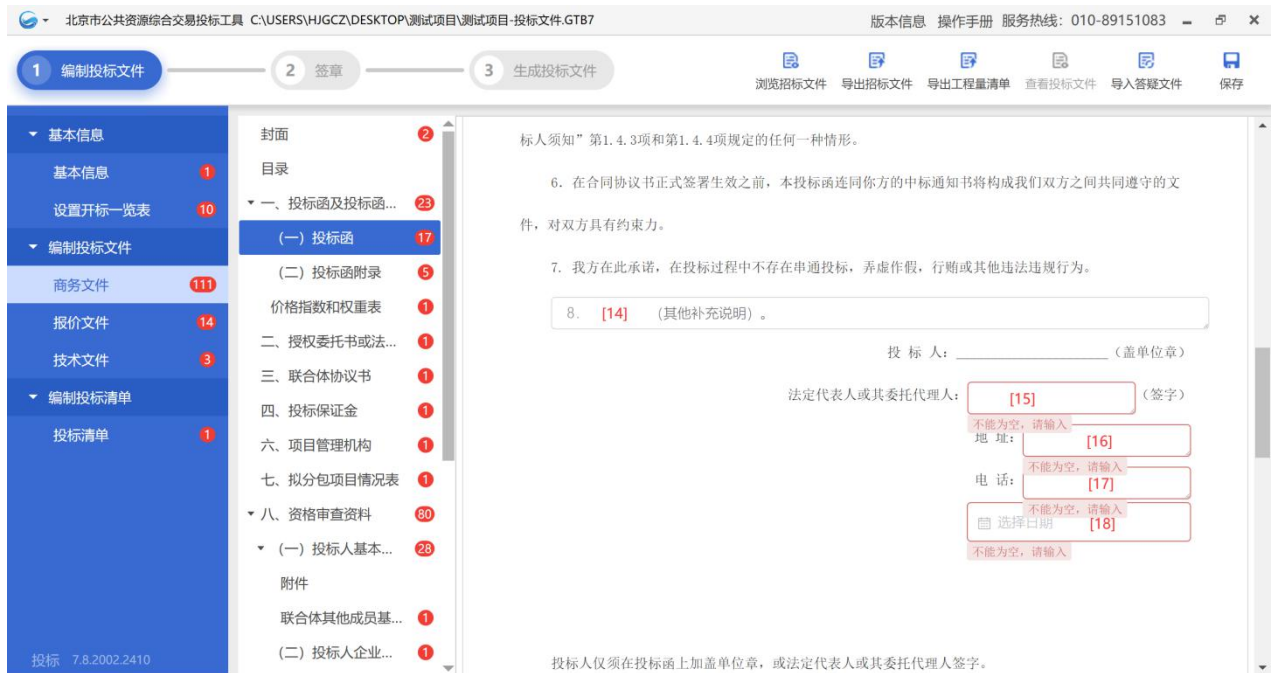 北京市公共资源综合交易投标工具 C:\USERS\HJGCZ\DESKTOP\测试项目\测试项目-投标文件.GTB7 版本信息 操作手册 服务热线：010-89151083
1 编制投标文件 2 签章 3 生成投标文件
浏览招标文件 导出招标文件 导出工程量清单 查看投标文件 导入答疑文件 保存
基本信息
基本信息 1
设置开标一览表 10
编制投标文件
商务文件 111
报价文件 14
技术文件 3
编制投标清单
投标清单 1
投标 7.8.2002.2410
封面 2
目录
一、投标函及投标函... 23
（一）投标函 17
（二）投标函附录 5
价格指数和权重表 1
二、授权委托书或法... 1
三、联合体协议书 1
四、投标保证金 1
六、项目管理机构 1
七、拟分包项目情况表 1
八、资格审查资料 80
（一）投标人基本... 28
附件
联合体其他成员基... 1
（二）投标人企业... 1
标人须知”第1.4.3项和第1.4.4项规定的任何一种情形。
6. 在合同协议书正式签署生效之前，本投标函连同你方的中标通知书将构成我们双方之间共同遵守的文
件，对双方具有约束力。
7. 我方在此承诺，在投标过程中不存在串通投标，弄虚作假，行贿或其他违法违规行为。
8. [14] （其他补充说明）。
投 标 人：____________________（盖单位章）
法定代表人或其委托代理人： [15] （签字）
不能为空，请输入
地 址： [16]
不能为空，请输入
电 话： [17]
不能为空，请输入
选择日期 [18]
不能为空，请输入
投标人仅须在投标函上加盖单位章，或法定代表人或其委托代理人签字。